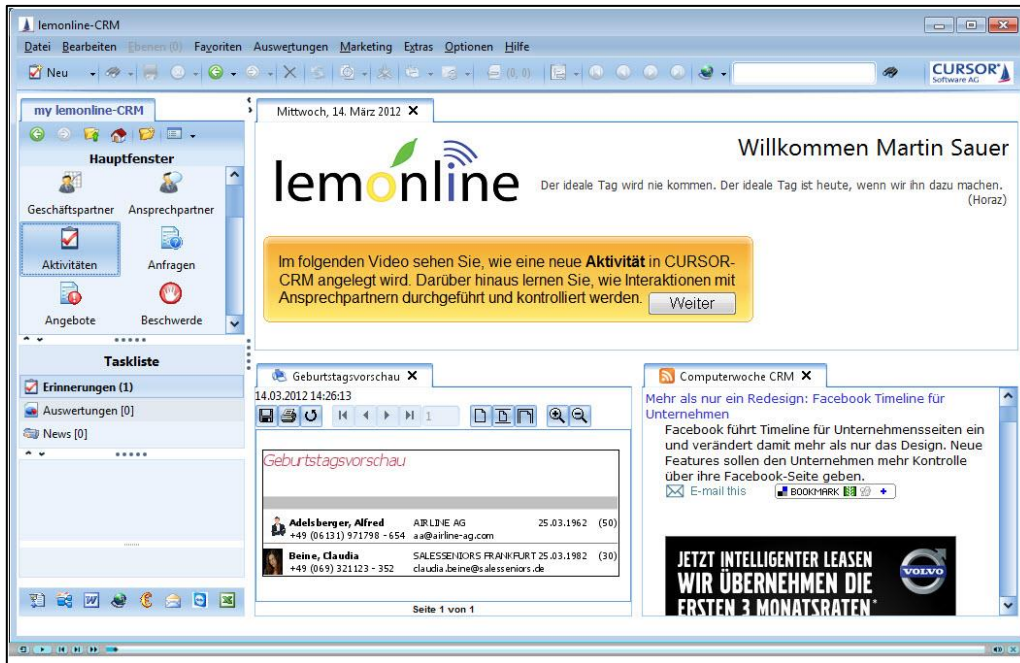 lemonline-CRM
Datei Bearbeiten Ebenen (0) Favoriten Auswertungen Marketing Extras Optionen Hilfe
Neu (0, 0) CURSOR
Software AG
my lemonline-CRM
Mittwoch, 14. März 2012
Hauptfenster
Geschäftspartner Ansprechpartner
Aktivitäten Anfragen
Angebote Beschwerde
Taskliste
Erinnerungen (1)
Auswertungen [0]
News [0]
lemonline
Willkommen Martin Sauer
Der ideale Tag wird nie kommen. Der ideale Tag ist heute, wenn wir ihn dazu machen.
(Horaz)
Im folgenden Video sehen Sie, wie eine neue Aktivität in CURSOR-
CRM angelegt wird. Darüber hinaus lernen Sie, wie Interaktionen mit
Ansprechpartnern durchgeführt und kontrolliert werden. Weiter
Geburtstagsvorschau
14.03.2012 14:26:13
1
Geburtstagsvorschau
Adelsberger, Alfred AIRLINE AG 25.03.1962 (50)
+49 (06131) 971798 - 654 aa@airline-ag.com
Beine, Claudia SALESSENIORS FRANKFURT 25.03.1982 (30)
+49 (069) 321123 - 352 claudia.beine@salesseniors.de
Seite 1 von 1
Computerwoche CRM
Mehr als nur ein Redesign: Facebook Timeline für
Unternehmen
Facebook führt Timeline für Unternehmensseiten ein
und verändert damit mehr als nur das Design. Neue
Features sollen den Unternehmen mehr Kontrolle
über ihre Facebook-Seite geben.
E-mail this BOOKMARK
JETZT INTELLIGENTER LEASEN
WIR ÜBERNEHMEN DIE
ERSTEN 3 MONATSRATEN*
VOLVO